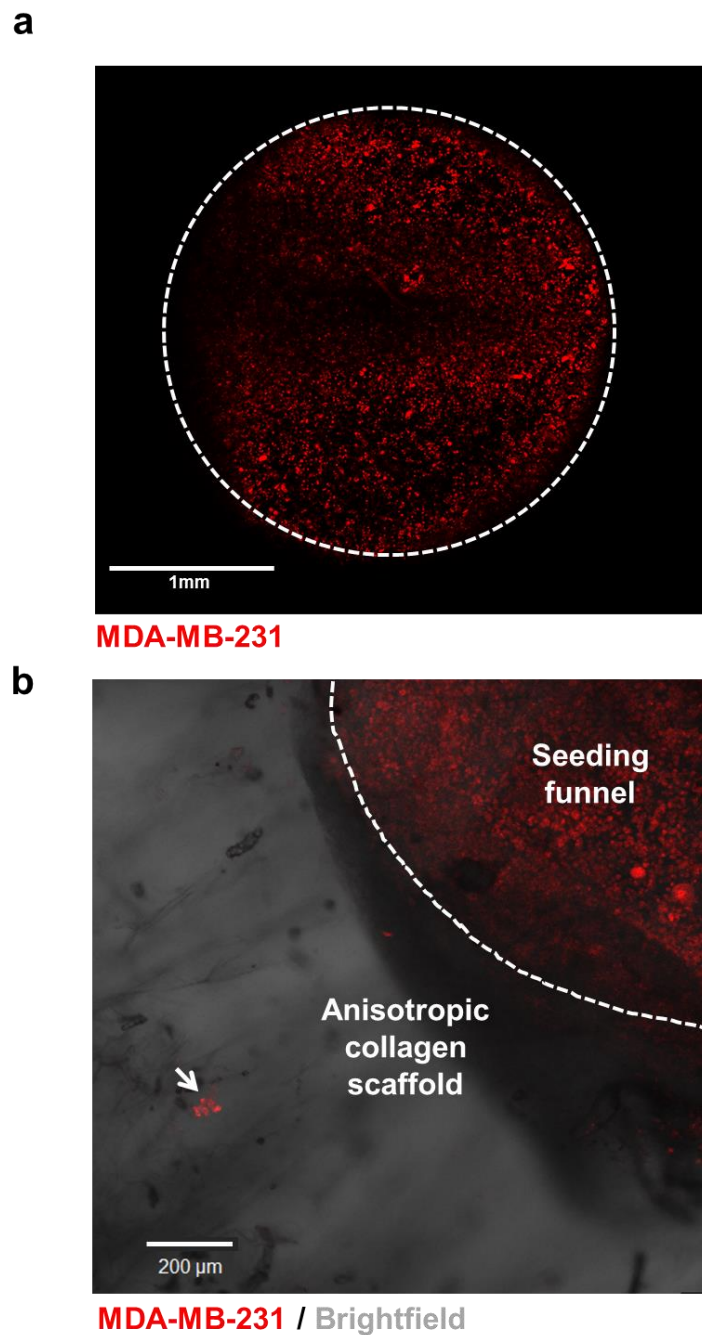 a
1mm
MDA-MB-231
b
Seeding
funnel
Anisotropic
collagen
scaffold
200 µm
MDA-MB-231 / Brightfield